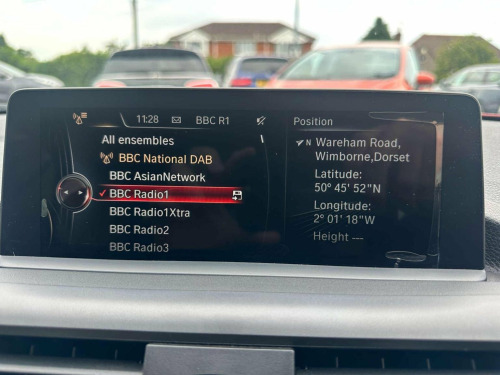 11:28 BBC R1
All ensembles
BBC National DAB
BBC AsianNetwork
BBC Radio1
BBC Radio1Xtra
BBC Radio2
BBC Radio3
Position
N Wareham Road,
Wimborne,Dorset
Latitude:
50° 45' 52"N
Longitude:
2° 01' 18"W
Height ---